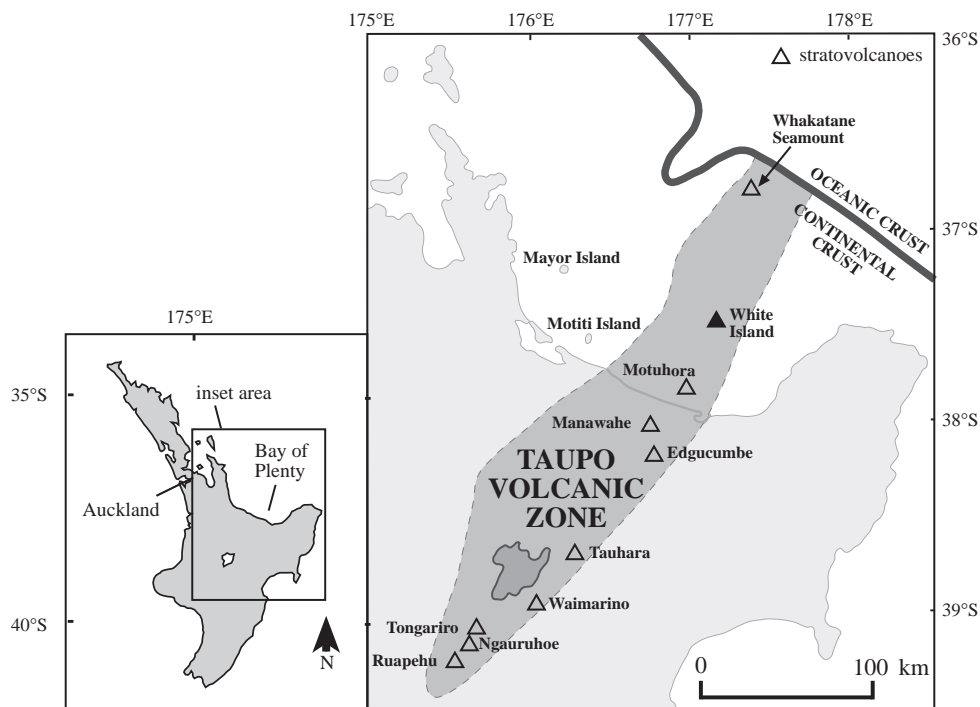 175°E
176°E
177°E
178°E
36°S
stratovolcanoes
Whakatane
Seamount
OCEANIC CRUST
CONTINENTAL
CRUST
37°S
Mayor Island
Motiti Island
White
Island
Motuhora
38°S
Manawahe
Edgucumbe
TAUPO
VOLCANIC
ZONE
Tauhara
Waimarino
39°S
Tongariro
Ngauruhoe
Ruapehu
0
100 km
175°E
35°S
inset area
Bay of
Plenty
Auckland
40°S
N